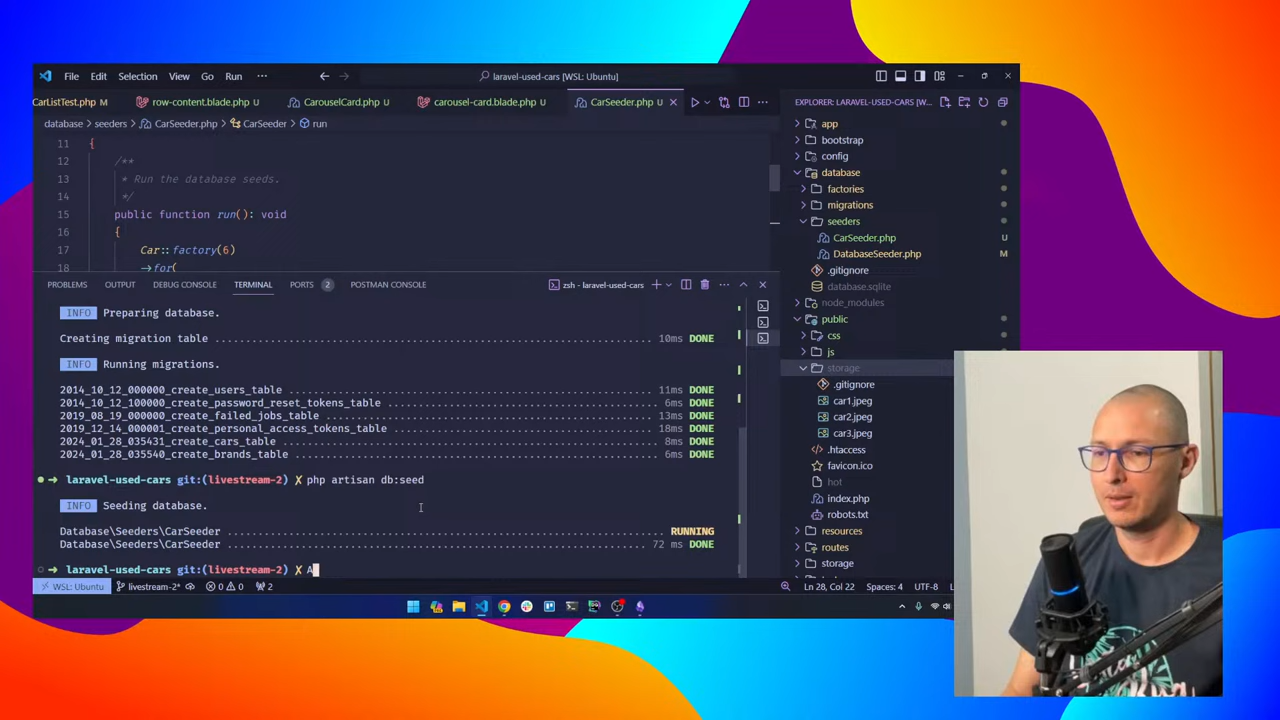 File Edit Selection View Go Run ··· laravel-used-cars [WSL: Ubuntu]
CarListTest.php M row-content.blade.php U CarouselCard.php U carousel-card.blade.php U CarSeeder.php U
database > seeders > CarSeeder.php > CarSeeder > run
11 {
12 /**
13 * Run the database seeds.
14 */
15 public function run(): void
16 {
17 Car::factory(6)
18 ->for(
PROBLEMS OUTPUT DEBUG CONSOLE TERMINAL PORTS 2 POSTMAN CONSOLE zsh - laravel-used-cars
INFO Preparing database.
Creating migration table 10ms DONE
INFO Running migrations.
2014_10_12_000000_create_users_table 11ms DONE
2014_10_12_100000_create_password_reset_tokens_table 6ms DONE
2019_08_19_000000_create_failed_jobs_table 13ms DONE
2019_12_14_000001_create_personal_access_tokens_table 18ms DONE
2024_01_28_035431_create_cars_table 8ms DONE
2024_01_28_035540_create_brands_table 6ms DONE
→ laravel-used-cars git:(livestream-2) ✗ php artisan db:seed
INFO Seeding database.
Database\Seeders\CarSeeder RUNNING
Database\Seeders\CarSeeder 72 ms DONE
→ laravel-used-cars git:(livestream-2) ✗ A
WSL: Ubuntu livestream-2* 0 0 2 Ln 28, Col 22 Spaces: 4 UTF-8
EXPLORER: LARAVEL-USED-CARS [W...
app
bootstrap
config
database
factories
migrations
seeders
CarSeeder.php U
DatabaseSeeder.php M
.gitignore
database.sqlite
node_modules
public
css
js
storage
.gitignore
car1.jpeg
car2.jpeg
car3.jpeg
.htaccess
favicon.ico
hot
index.php
robots.txt
resources
routes
storage